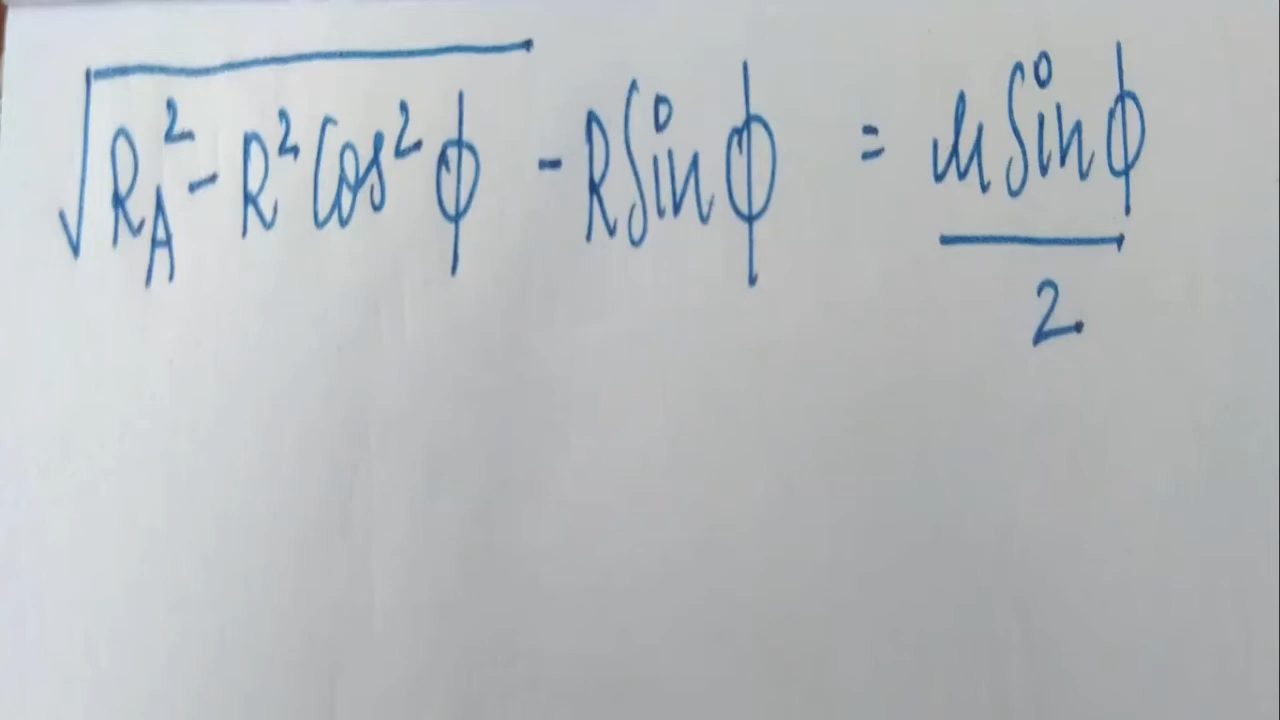 √(R_A² - R² Cos² ϕ) - R Sin ϕ = (m Sin ϕ)/2